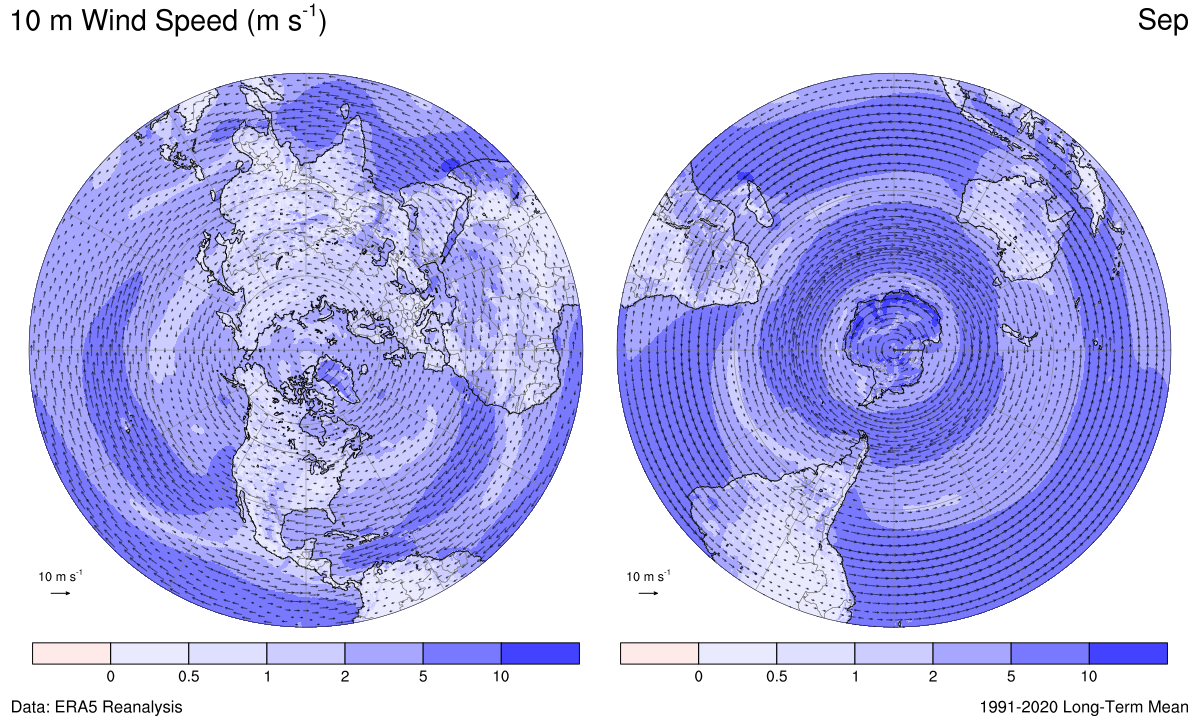 10 m Wind Speed (m s⁻¹) Sep
10 m s⁻¹ 10 m s⁻¹
0 0.5 1 2 5 10 0 0.5 1 2 5 10
Data: ERA5 Reanalysis 1991-2020 Long-Term Mean